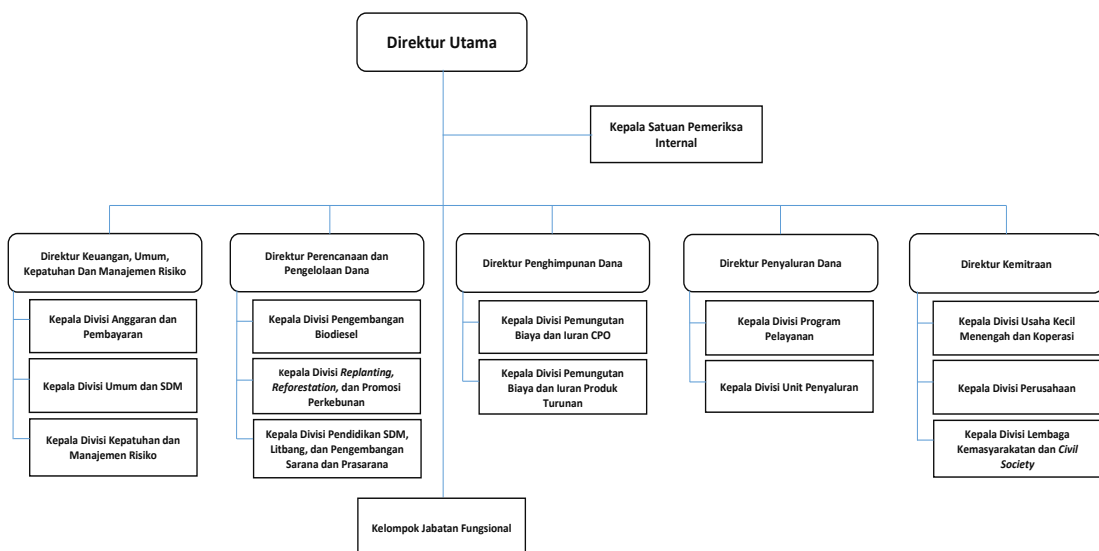 Direktur Utama
Kepala Satuan Pemeriksa
Internal
Direktur Keuangan, Umum,
Kepatuhan Dan Manajemen Risiko
Direktur Perencanaan dan
Pengelolaan Dana
Direktur Penghimpunan Dana
Direktur Penyaluran Dana
Direktur Kemitraan
Kepala Divisi Anggaran dan
Pembayaran
Kepala Divisi Umum dan SDM
Kepala Divisi Kepatuhan dan
Manajemen Risiko
Kepala Divisi Pengembangan
Biodiesel
Kepala Divisi Replanting,
Reforestation, dan Promosi
Perkebunan
Kepala Divisi Pendidikan SDM,
Litbang, dan Pengembangan
Sarana dan Prasarana
Kepala Divisi Pemungutan
Biaya dan Iuran CPO
Kepala Divisi Pemungutan
Biaya dan Iuran Produk
Turunan
Kepala Divisi Program
Pelayanan
Kepala Divisi Unit Penyaluran
Kepala Divisi Usaha Kecil
Menengah dan Koperasi
Kepala Divisi Perusahaan
Kepala Divisi Lembaga
Kemasyarakatan dan Civil
Society
Kelompok Jabatan Fungsional